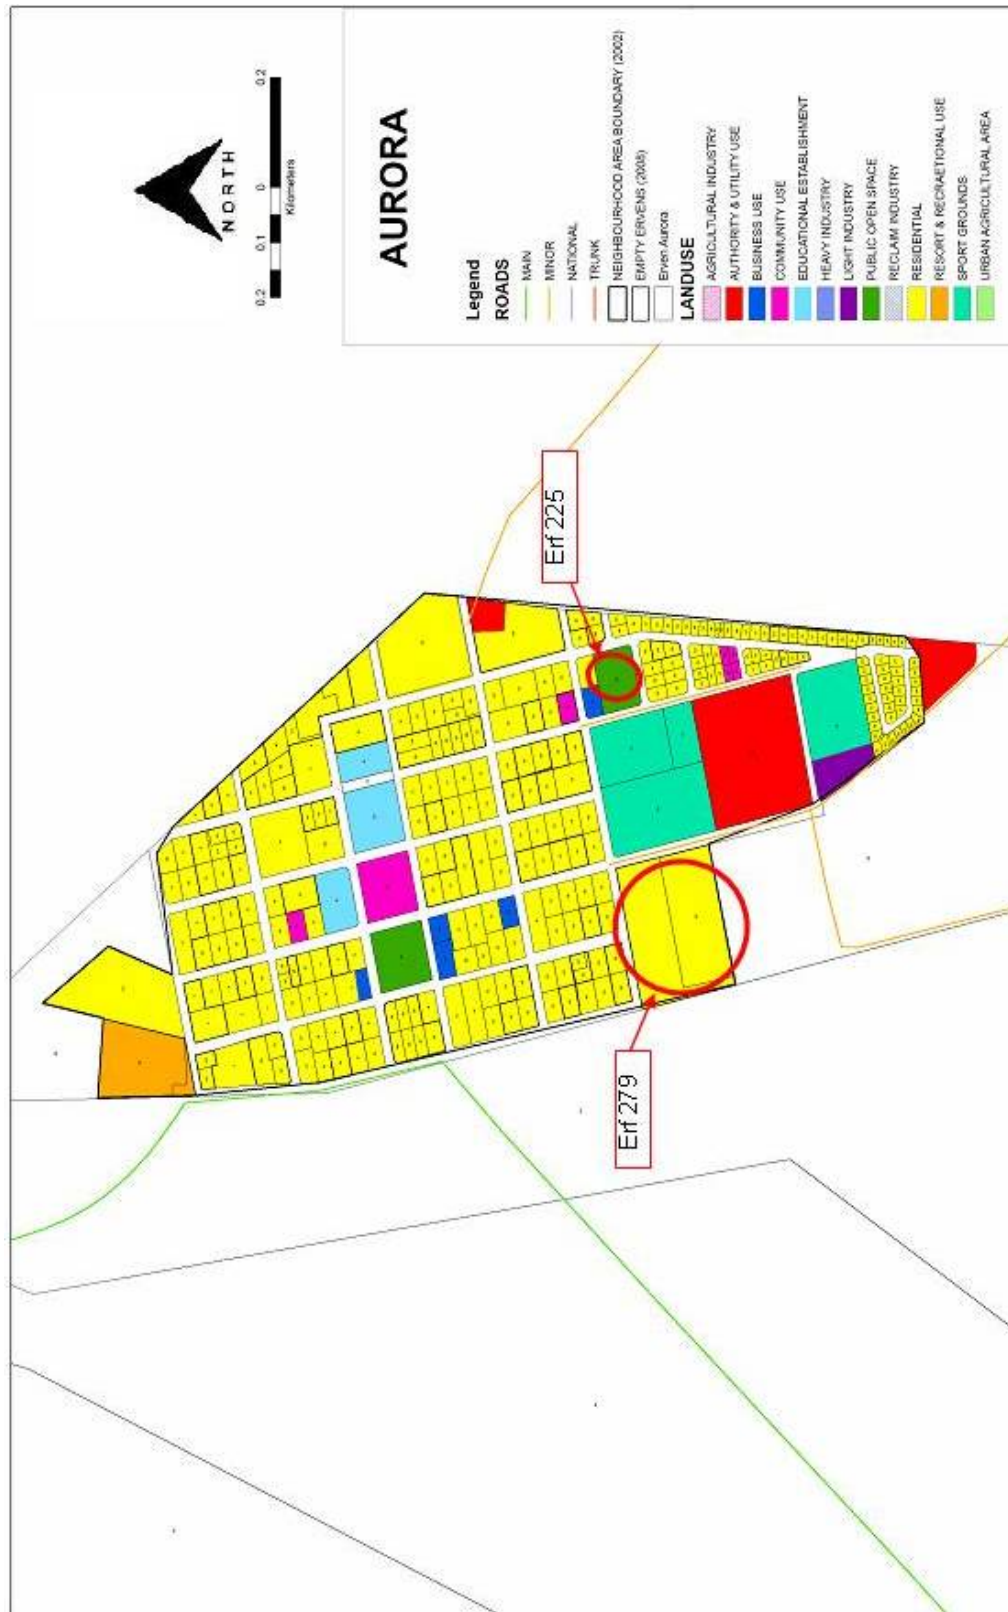 NORTH
0.2 0.1 0 0.2
Kilometers
AURORA
Legend
ROADS
MAIN
MINOR
NATIONAL
TRUNK
NEIGHBOURHOOD AREA BOUNDARY (2002)
EMPTY ERVENS (2008)
Erven Aurora
LANDUSE
AGRICULTURAL INDUSTRY
AUTHORITY & UTILITY USE
BUSINESS USE
COMMUNITY USE
EDUCATIONAL ESTABLISHMENT
HEAVY INDUSTRY
LIGHT INDUSTRY
PUBLIC OPEN SPACE
RECLAIM INDUSTRY
RESIDENTIAL
RESORT & RECRAETIONAL USE
SPORT GROUNDS
URBAN AGRICULTURAL AREA
Erf 225
Erf 279